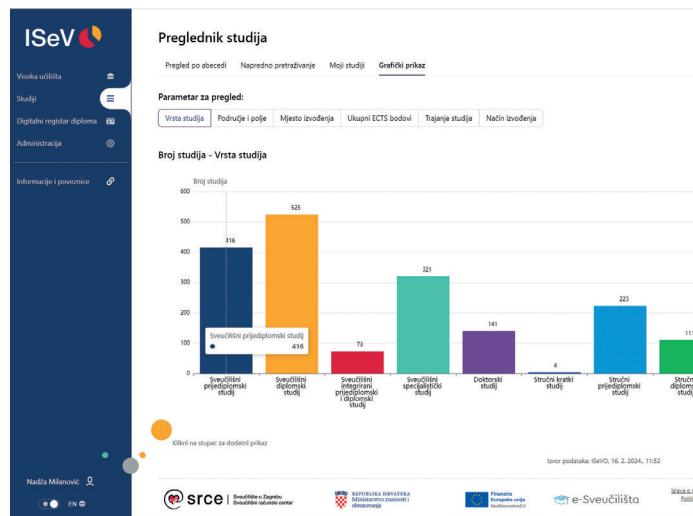 ISeV
Visoka učilišta
Studiji
Digitalni registar diploma
Administracija
Informacije i poveznice
Nadža Milanović
EN
Preglednik studija
Pregled po abecedi Napredno pretraživanje Moji studiji Grafički prikaz
Parametar za pregled:
Vrsta studija Područje i polje Mjesto izvođenja Ukupni ECTS bodovi Trajanje studija Način izvođenja
Broj studija - Vrsta studija
Broj studija
600
500
400
300
200
100
0
416
525
73
321
141
4
223
111
Sveučilišni prijediplomski studij
416
Sveučilišni
prijediplomski
studij
Sveučilišni
diplomski
studij
Sveučilišni
integrirani
prijediplomski
i diplomski
studij
Sveučilišni
specijalistički
studij
Doktorski
studij
Stručni kratki
studij
Stručni
prijediplomski
studij
Stručni
diplomski
studij
Klikni na stupac za dodatni prikaz
Izvor podataka: ISeVO, 16. 2. 2024., 11:52
srce
Sveučilište u Zagrebu
Sveučilišni računski centar
REPUBLIKA HRVATSKA
Ministarstvo znanosti i
obrazovanja
Financira
Europska unija
NextGenerationEU
e-Sveučilišta
Izjava o